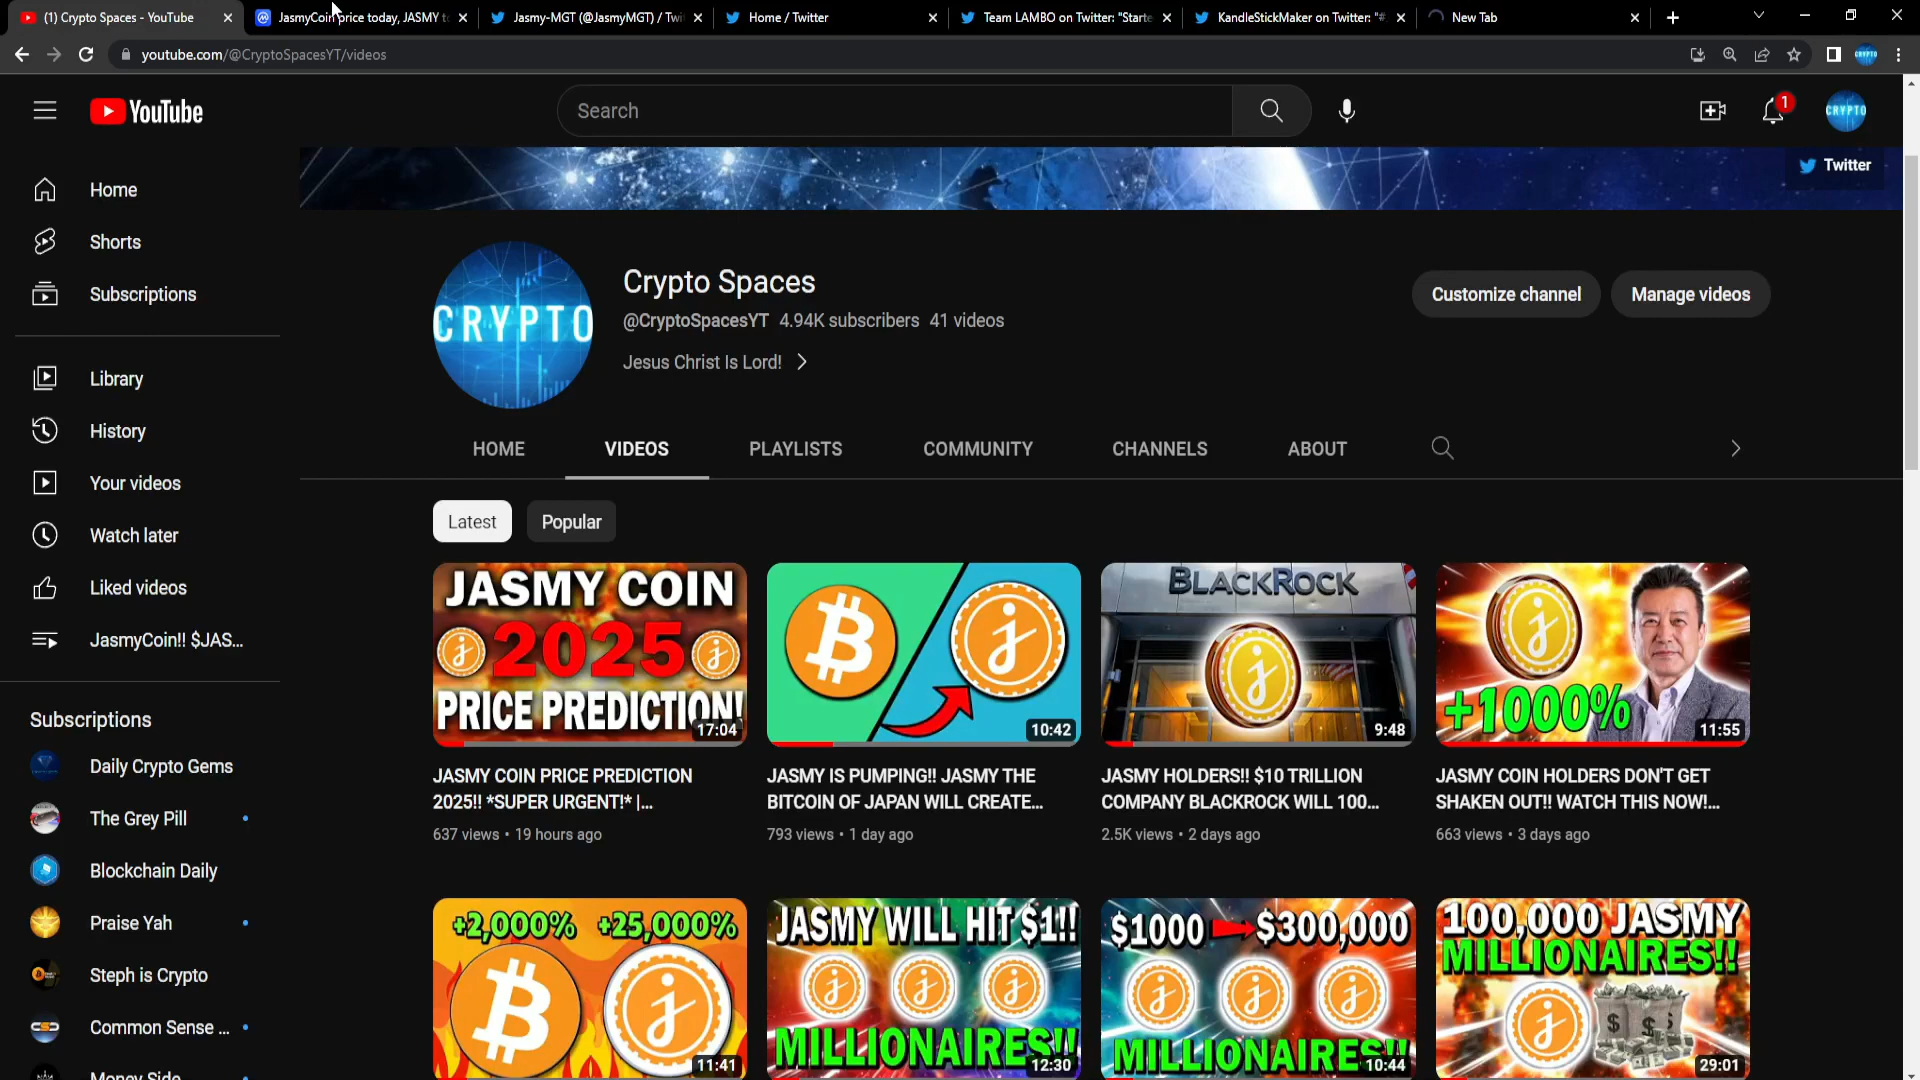 (1) Crypto Spaces - YouTube
JasmyCoin price today, JASMY to
Jasmy-MGT (@JasmyMGT) / Twi
Home / Twitter
Team LAMBO on Twitter: "Starte
KandleStickMaker on Twitter: "#
New Tab
youtube.com/@CryptoSpacesYT/videos
CRYPTO
YouTube
Search
1
CRYPTO
Twitter
Home
Shorts
Subscriptions
Library
History
Your videos
Watch later
Liked videos
JasmyCoin!! $JAS...
Subscriptions
Daily Crypto Gems
The Grey Pill
Blockchain Daily
Praise Yah
Steph is Crypto
Common Sense ...
Money Side
CRYPTO
Crypto Spaces
@CryptoSpacesYT 4.94K subscribers 41 videos
Jesus Christ Is Lord!
Customize channel
Manage videos
HOME
VIDEOS
PLAYLISTS
COMMUNITY
CHANNELS
ABOUT
Latest
Popular
JASMY COIN
2025
PRICE PREDICTION!
17:04
JASMY COIN PRICE PREDICTION
2025!! *SUPER URGENT!* |...
637 views • 19 hours ago
10:42
JASMY IS PUMPING!! JASMY THE
BITCOIN OF JAPAN WILL CREATE...
793 views • 1 day ago
BLACKROCK
9:48
JASMY HOLDERS!! $10 TRILLION
COMPANY BLACKROCK WILL 100...
2.5K views • 2 days ago
+1000%
11:55
JASMY COIN HOLDERS DON'T GET
SHAKEN OUT!! WATCH THIS NOW!...
663 views • 3 days ago
+2,000% +25,000%
11:41
JASMY WILL HIT $1!!
MILLIONAIRES!!
12:30
$1000 $300,000
MILLIONAIRES!!
10:44
100,000 JASMY
MILLIONAIRES!!
29:01